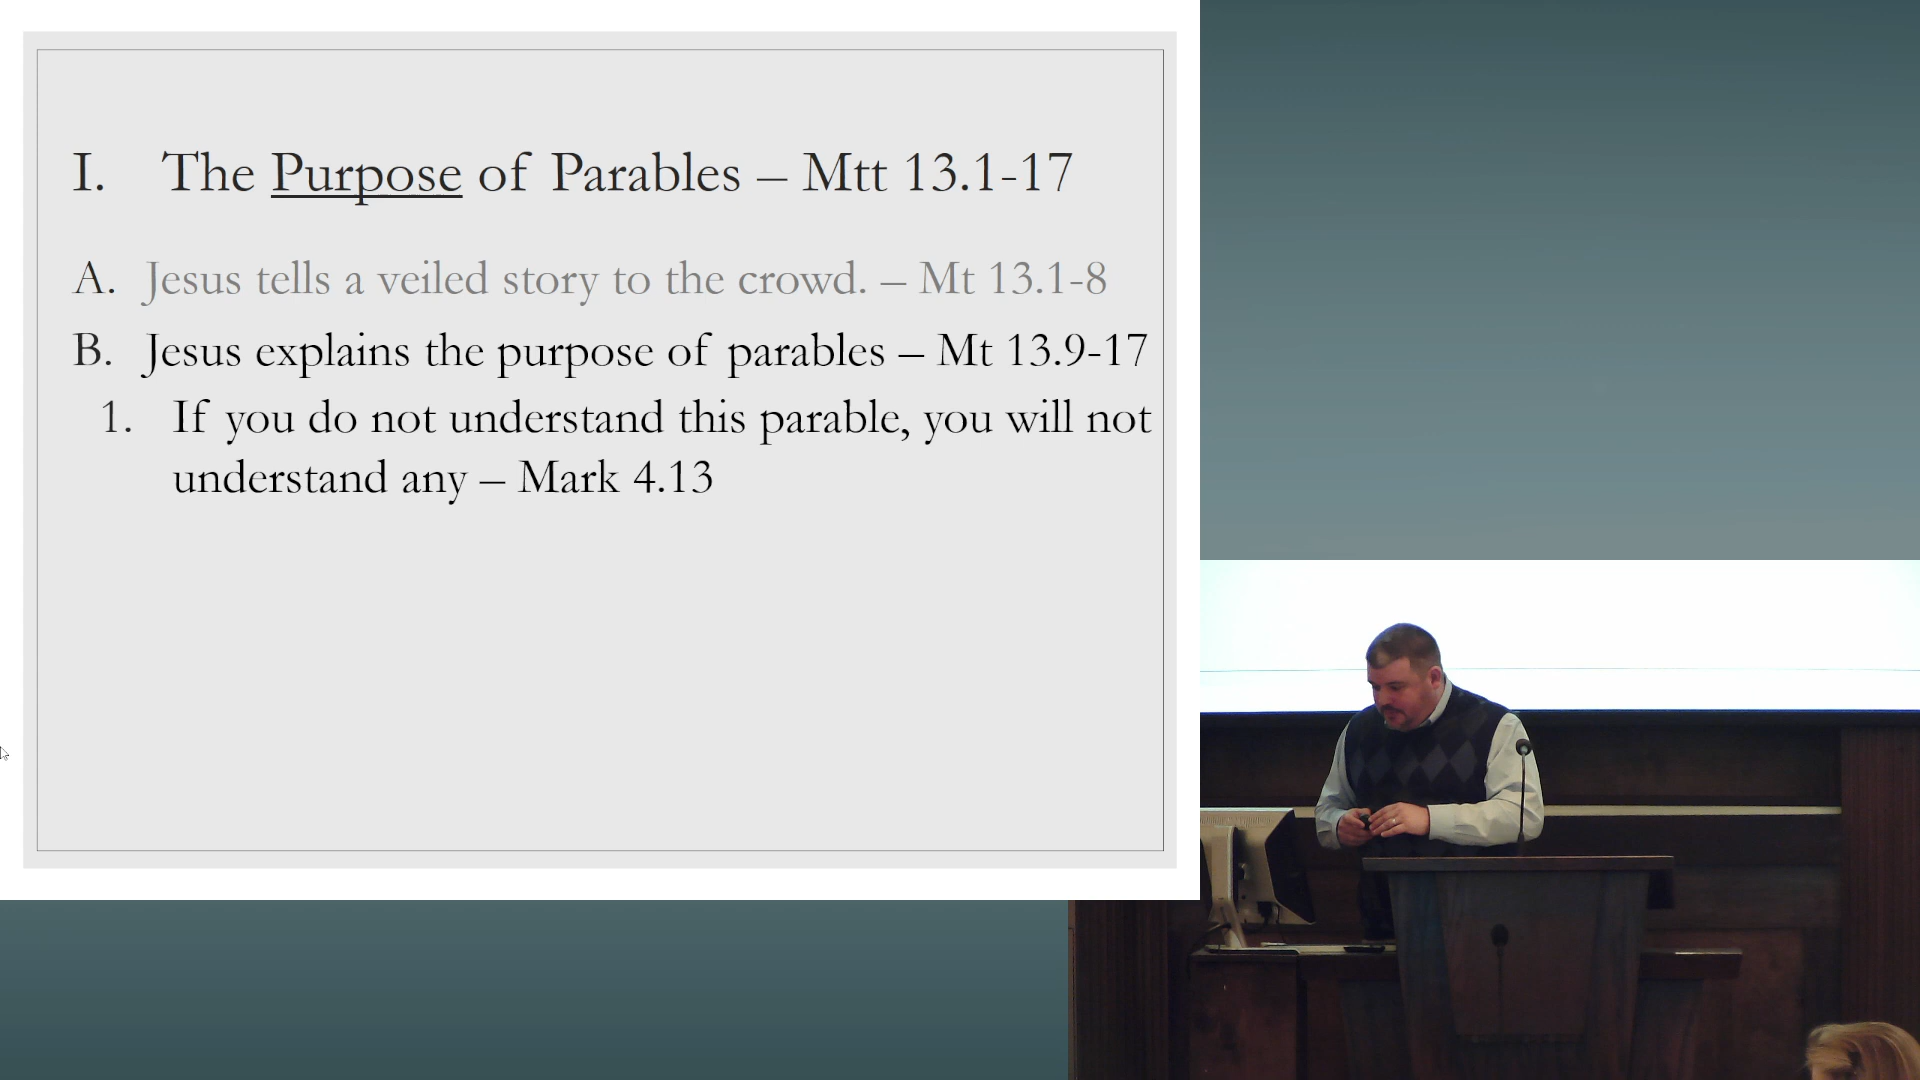 I. The Purpose of Parables – Mtt 13.1-17
A. Jesus tells a veiled story to the crowd. – Mt 13.1-8
B. Jesus explains the purpose of parables – Mt 13.9-17
1. If you do not understand this parable, you will not
understand any – Mark 4.13